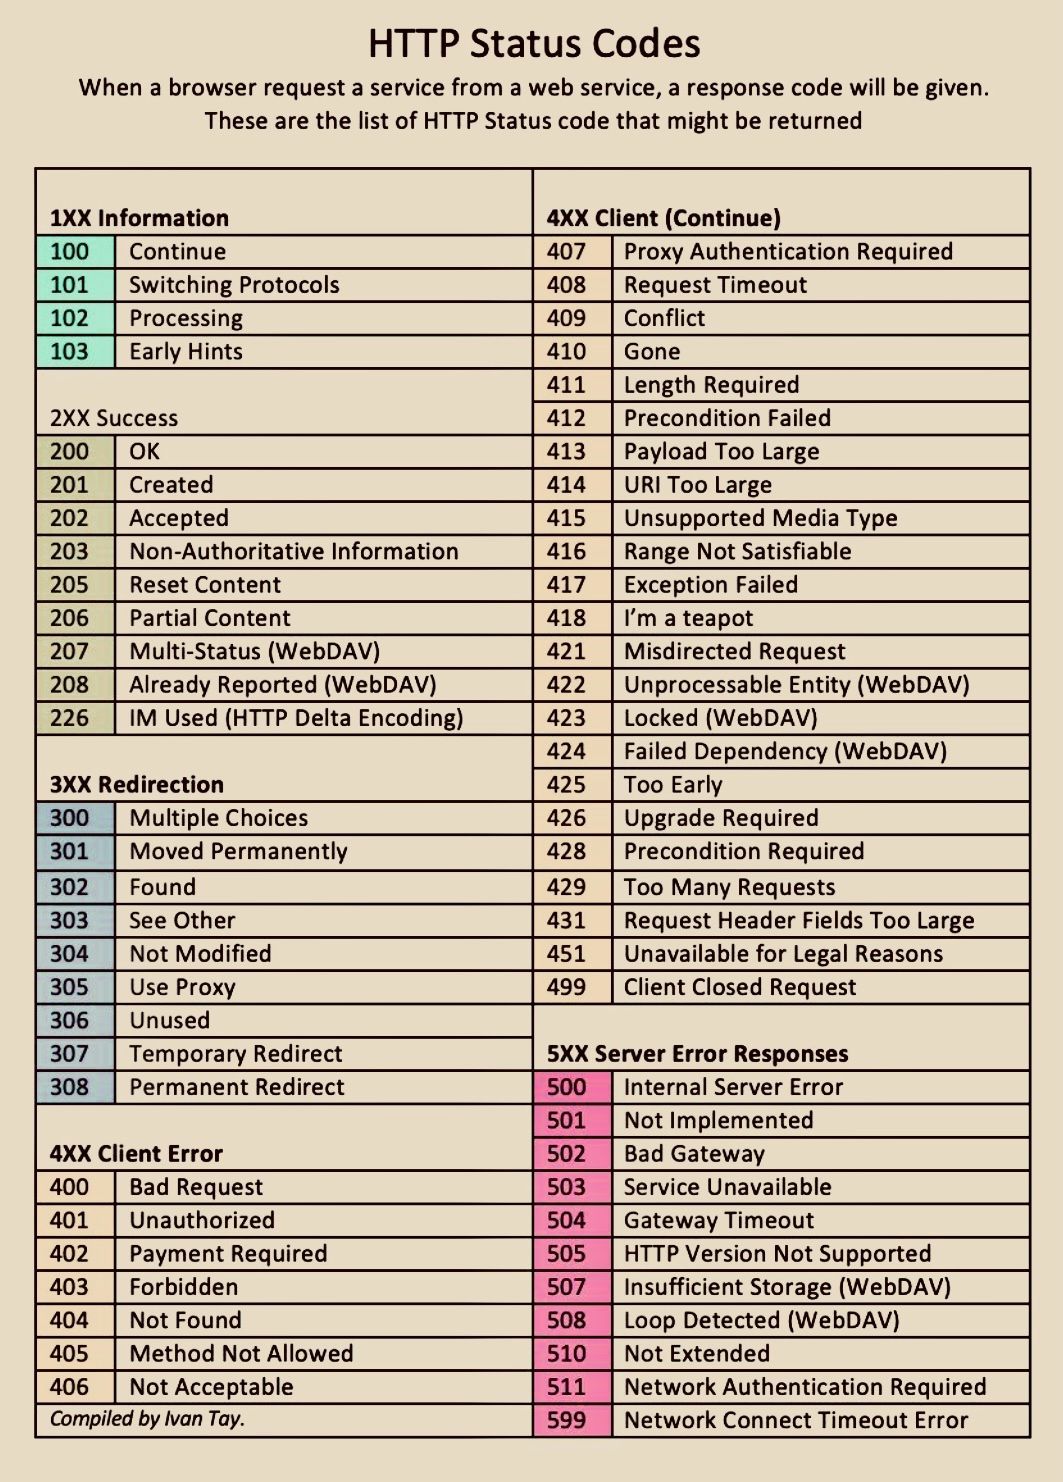 HTTP Status Codes
When a browser request a service from a web service, a response code will be given.
These are the list of HTTP Status code that might be returned
1XX Information
100 Continue
101 Switching Protocols
102 Processing
103 Early Hints
2XX Success
200 OK
201 Created
202 Accepted
203 Non-Authoritative Information
205 Reset Content
206 Partial Content
207 Multi-Status (WebDAV)
208 Already Reported (WebDAV)
226 IM Used (HTTP Delta Encoding)
3XX Redirection
300 Multiple Choices
301 Moved Permanently
302 Found
303 See Other
304 Not Modified
305 Use Proxy
306 Unused
307 Temporary Redirect
308 Permanent Redirect
4XX Client Error
400 Bad Request
401 Unauthorized
402 Payment Required
403 Forbidden
404 Not Found
405 Method Not Allowed
406 Not Acceptable
Compiled by Ivan Tay.
4XX Client (Continue)
407 Proxy Authentication Required
408 Request Timeout
409 Conflict
410 Gone
411 Length Required
412 Precondition Failed
413 Payload Too Large
414 URI Too Large
415 Unsupported Media Type
416 Range Not Satisfiable
417 Exception Failed
418 I'm a teapot
421 Misdirected Request
422 Unprocessable Entity (WebDAV)
423 Locked (WebDAV)
424 Failed Dependency (WebDAV)
425 Too Early
426 Upgrade Required
428 Precondition Required
429 Too Many Requests
431 Request Header Fields Too Large
451 Unavailable for Legal Reasons
499 Client Closed Request
5XX Server Error Responses
500 Internal Server Error
501 Not Implemented
502 Bad Gateway
503 Service Unavailable
504 Gateway Timeout
505 HTTP Version Not Supported
507 Insufficient Storage (WebDAV)
508 Loop Detected (WebDAV)
510 Not Extended
511 Network Authentication Required
599 Network Connect Timeout Error